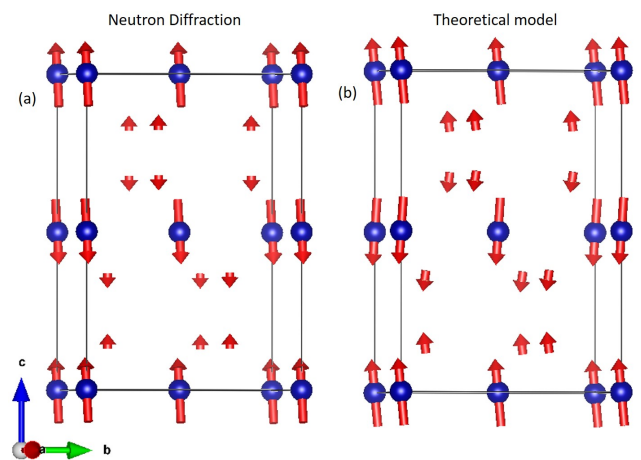 Neutron Diffraction
Theoretical model
(a)
(b)
c
a
b